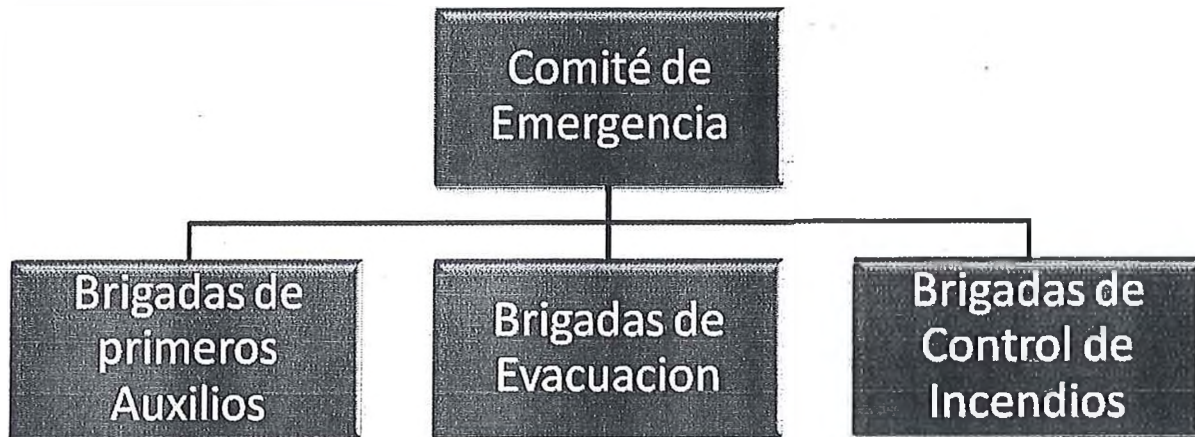 Comité de
Emergencia
Brigadas de
primeros
Auxilios
Brigadas de
Evacuacion
Brigadas de
Control de
Incendios